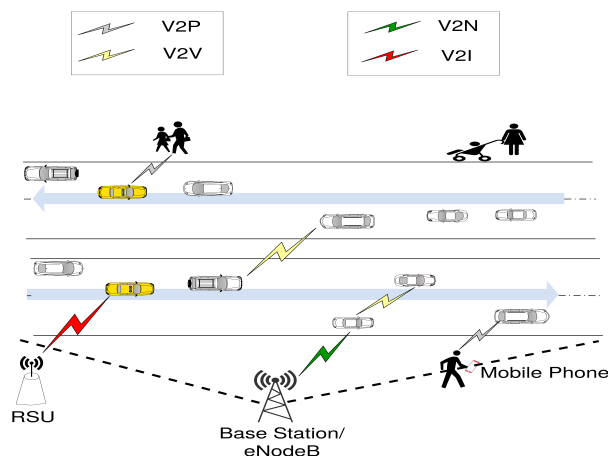 V2P
V2N
V2V
V2I
Mobile Phone
RSU
Base Station/
eNodeB